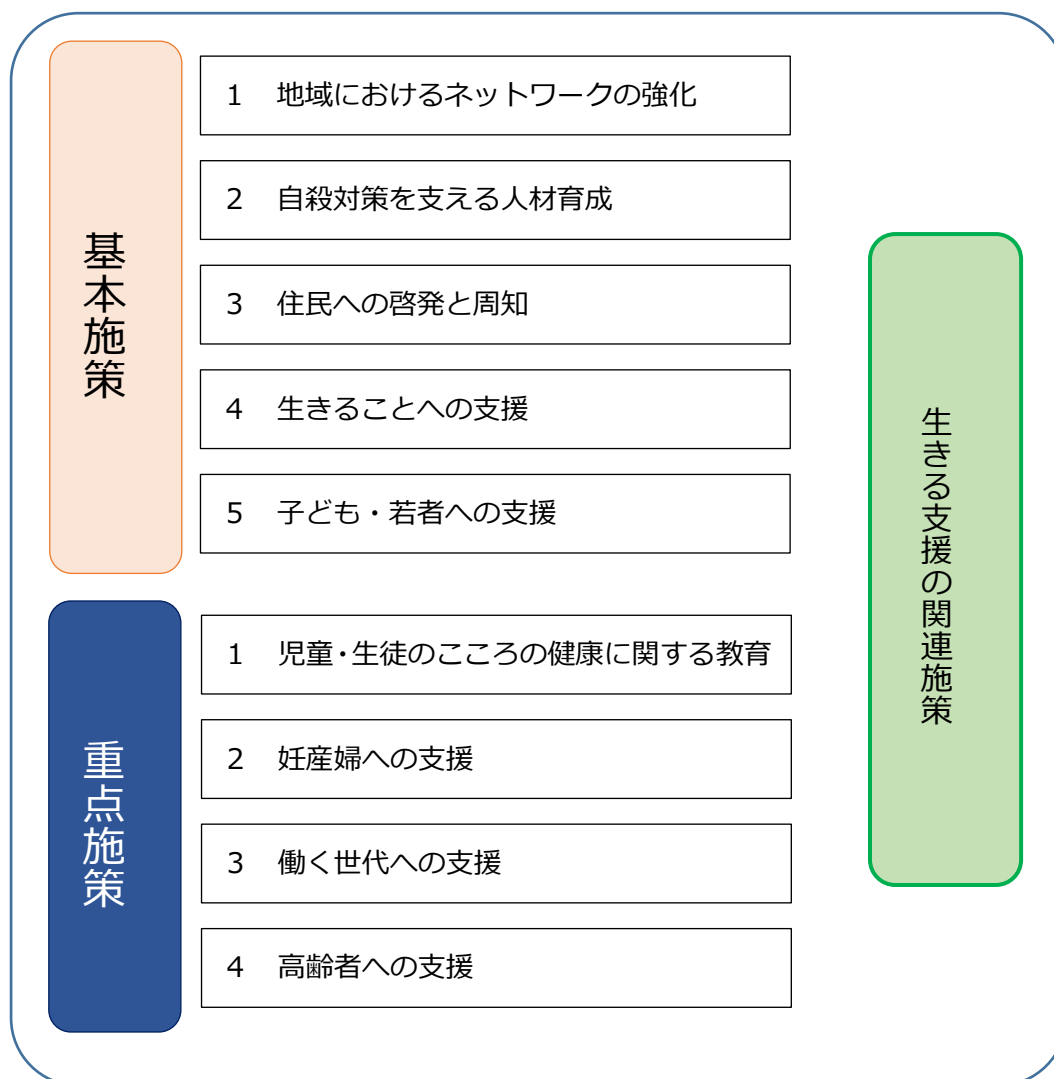 基本施策
1 地域におけるネットワークの強化
2 自殺対策を支える人材育成
3 住民への啓発と周知
4 生きることへの支援
5 子ども・若者への支援
重点施策
1 児童・生徒のこころの健康に関する教育
2 妊産婦への支援
3 働く世代への支援
4 高齢者への支援
生きる支援の関連施策